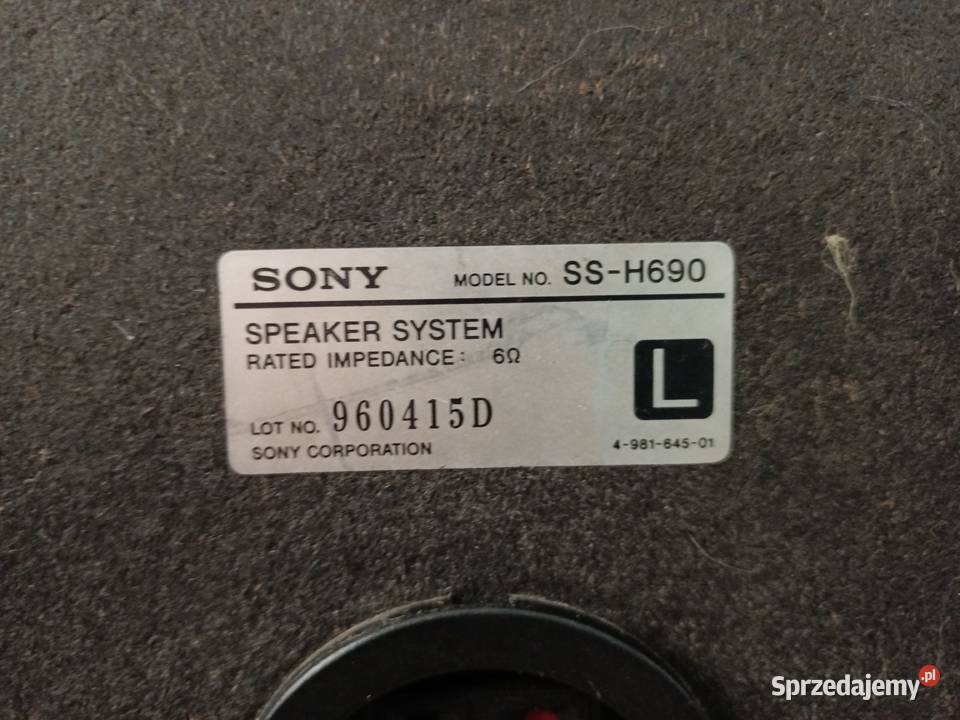 SONY MODEL NO. SS-H690
SPEAKER SYSTEM
RATED IMPEDANCE: 6Ω
L
LOT NO. 960415D
SONY CORPORATION
4-981-645-01
Sprzedajemy.pl